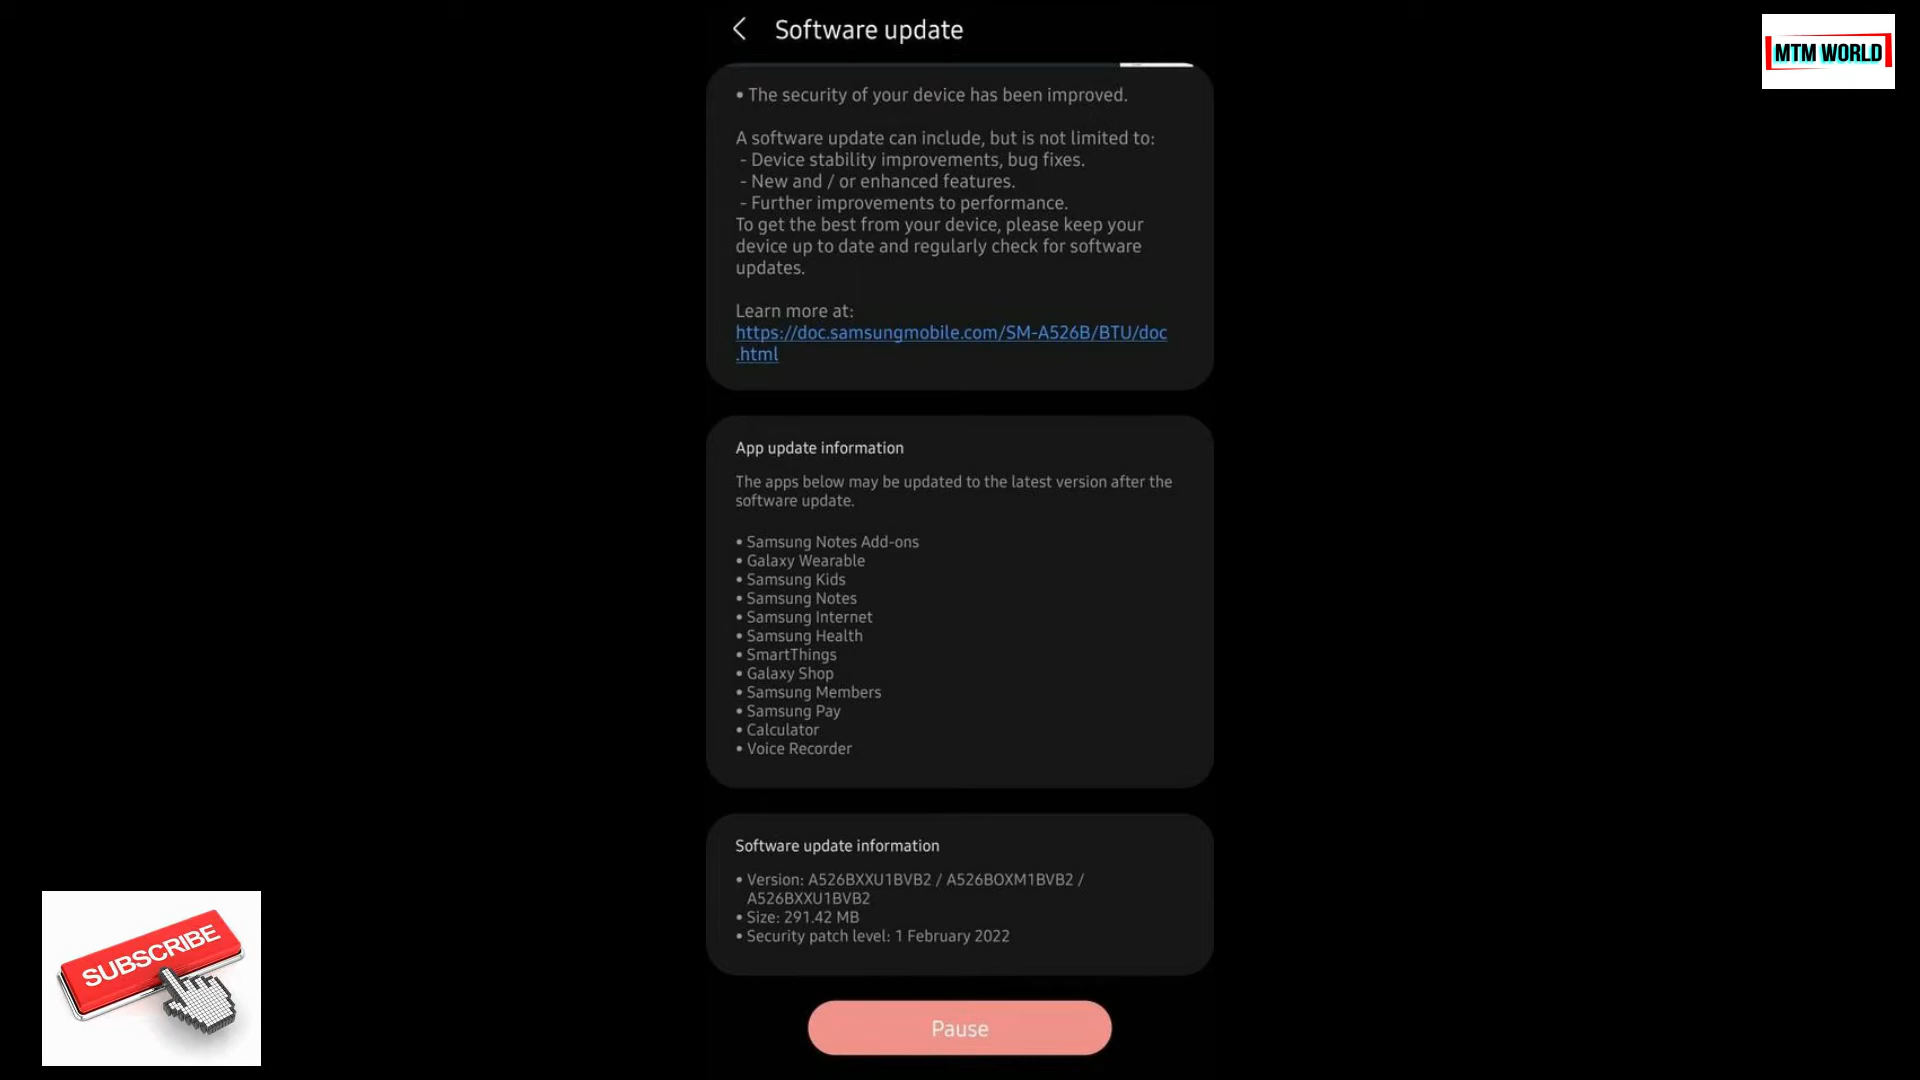 Software update
MTM WORLD
• The security of your device has been improved.
A software update can include, but is not limited to:
- Device stability improvements, bug fixes.
- New and / or enhanced features.
- Further improvements to performance.
To get the best from your device, please keep your
device up to date and regularly check for software
updates.
Learn more at:
https://doc.samsungmobile.com/SM-A526B/BTU/doc
.html
App update information
The apps below may be updated to the latest version after the
software update.
• Samsung Notes Add-ons
• Galaxy Wearable
• Samsung Kids
• Samsung Notes
• Samsung Internet
• Samsung Health
• SmartThings
• Galaxy Shop
• Samsung Members
• Samsung Pay
• Calculator
• Voice Recorder
Software update information
• Version: A526BXXU1BVB2 / A526BOXM1BVB2 /
A526BXXU1BVB2
• Size: 291.42 MB
• Security patch level: 1 February 2022
SUBSCRIBE
Pause